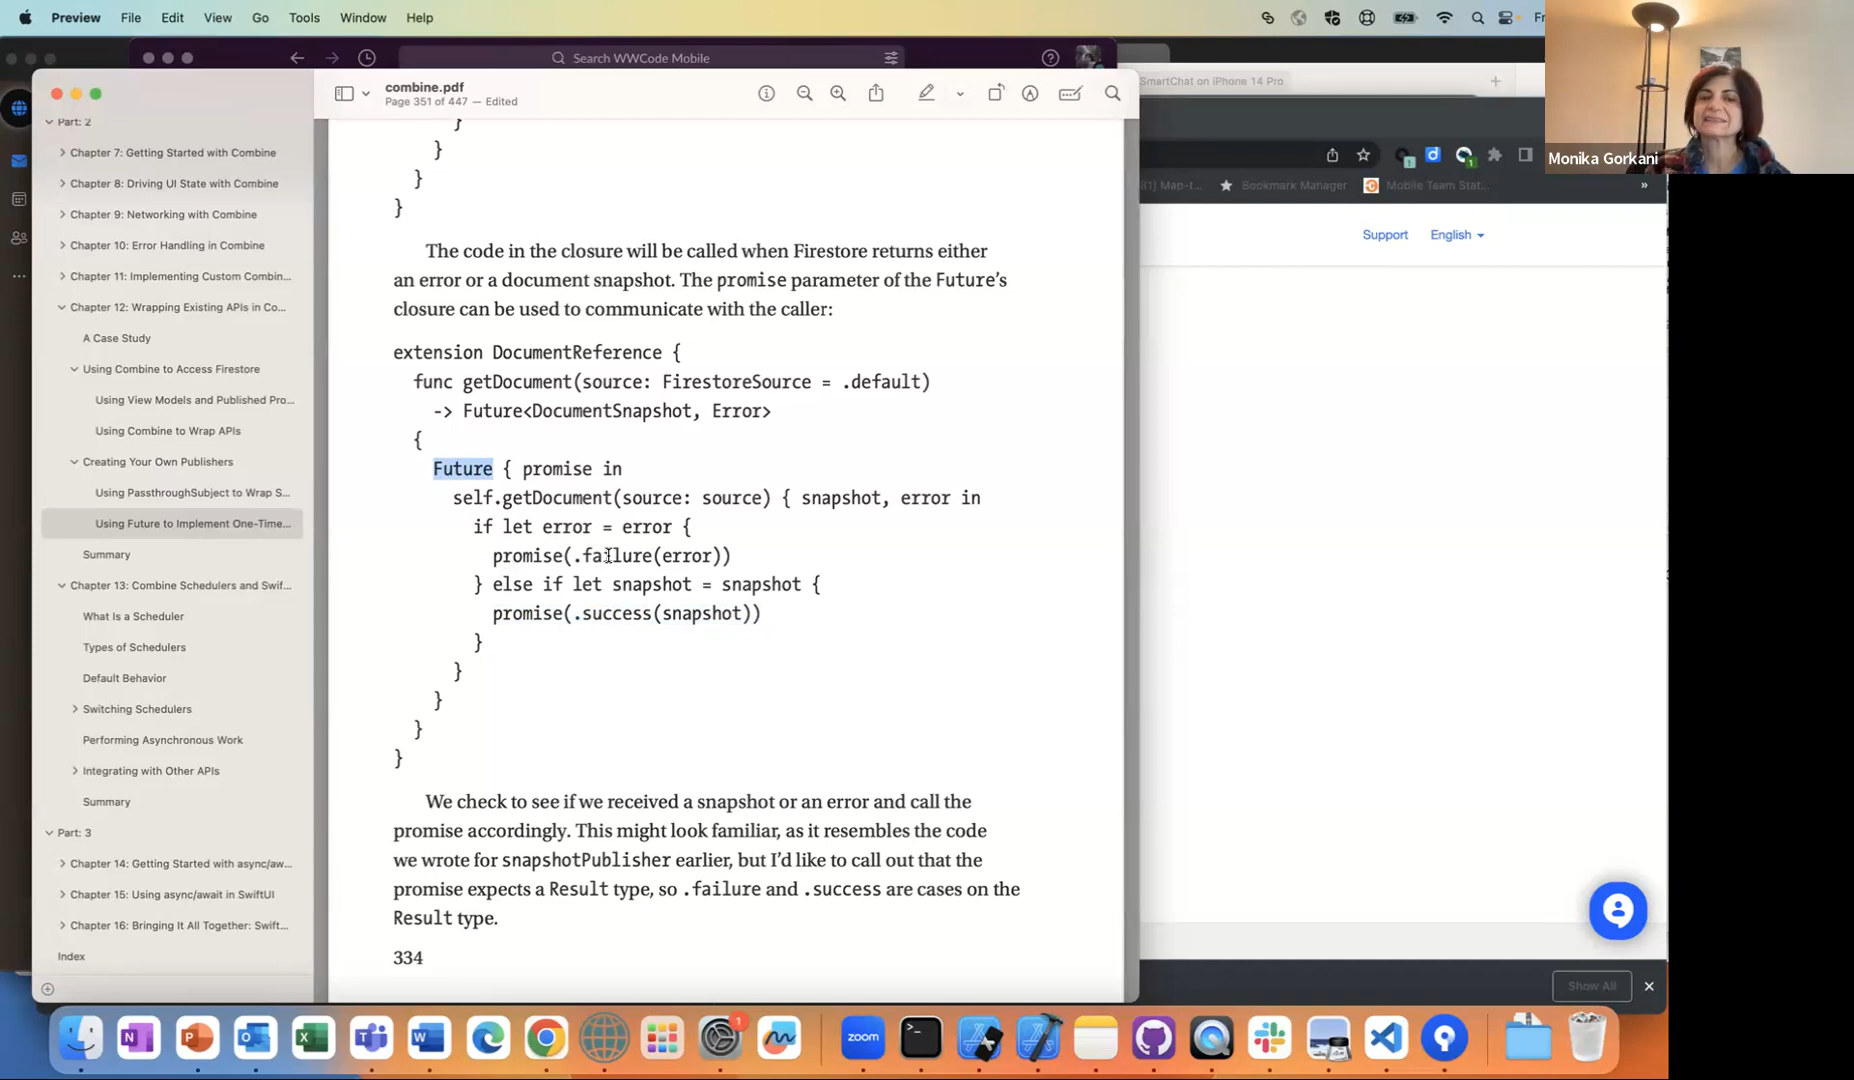 Preview File Edit View Go Tools Window Help
Search WWCode Mobile
SmartChat on iPhone 14 Pro
Monika Gorkani
combine.pdf
Page 351 of 447 — Edited
Bookmark Manager
Mobile Team Stat...
Support English
Part: 2
Chapter 7: Getting Started with Combine
Chapter 8: Driving UI State with Combine
Chapter 9: Networking with Combine
Chapter 10: Error Handling in Combine
Chapter 11: Implementing Custom Combin...
Chapter 12: Wrapping Existing APIs in Co...
A Case Study
Using Combine to Access Firestore
Using View Models and Published Pro...
Using Combine to Wrap APIs
Creating Your Own Publishers
Using PassthroughSubject to Wrap S...
Using Future to Implement One-Time...
Summary
Chapter 13: Combine Schedulers and Swif...
What Is a Scheduler
Types of Schedulers
Default Behavior
Switching Schedulers
Performing Asynchronous Work
Integrating with Other APIs
Summary
Part: 3
Chapter 14: Getting Started with async/aw...
Chapter 15: Using async/await in SwiftUI
Chapter 16: Bringing It All Together: Swift...
Index
}
}
}
}
The code in the closure will be called when Firestore returns either
an error or a document snapshot. The promise parameter of the Future’s
closure can be used to communicate with the caller:
extension DocumentReference {
func getDocument(source: FirestoreSource = .default)
-> Future<DocumentSnapshot, Error>
{
Future { promise in
self.getDocument(source: source) { snapshot, error in
if let error = error {
promise(.failure(error))
} else if let snapshot = snapshot {
promise(.success(snapshot))
}
}
}
}
}
We check to see if we received a snapshot or an error and call the
promise accordingly. This might look familiar, as it resembles the code
we wrote for snapshotPublisher earlier, but I’d like to call out that the
promise expects a Result type, so .failure and .success are cases on the
Result type.
334
Show All
zoom